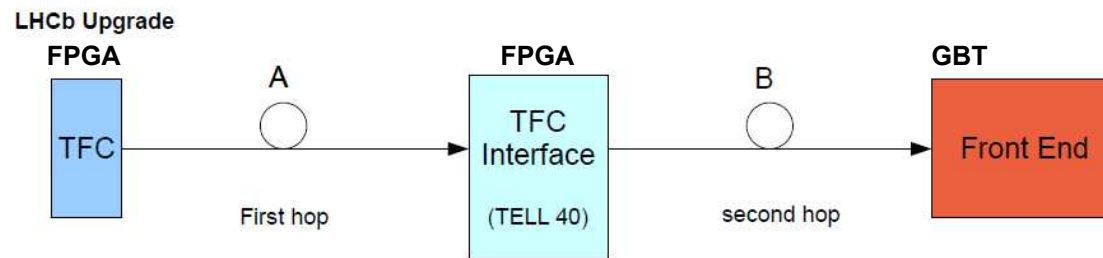 LHCb Upgrade
FPGA
FPGA
GBT
A
B
TFC
TFC
Interface
(TELL 40)
Front End
First hop
second hop